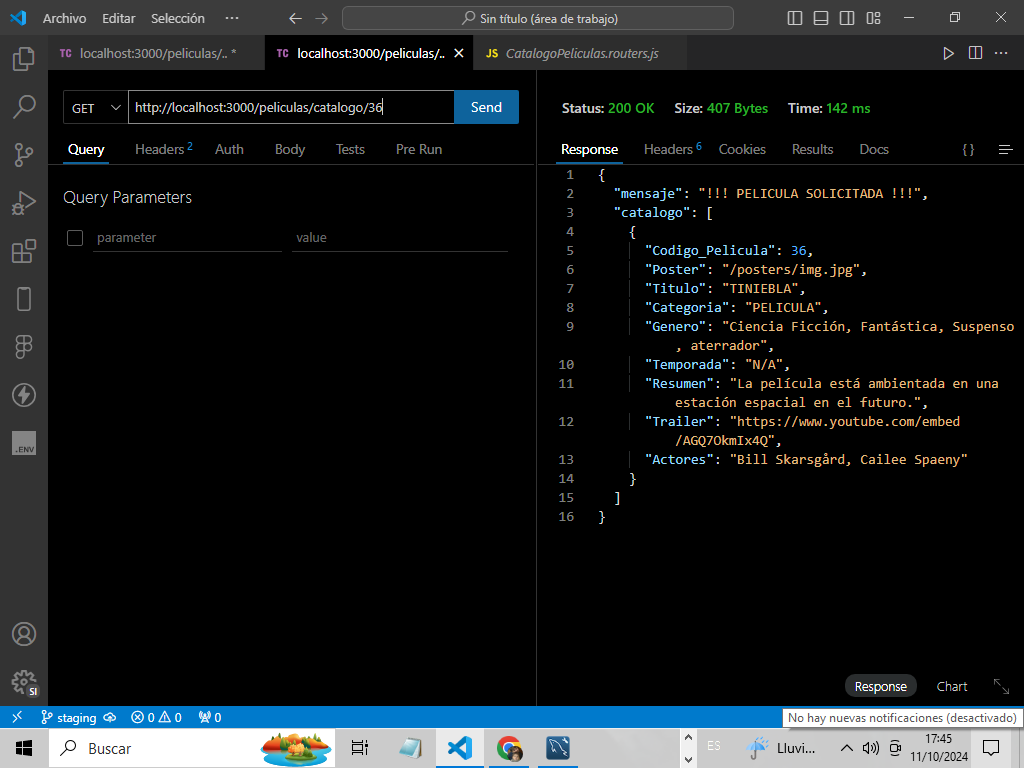 Archivo Editar Selección ··· Sin título (área de trabajo)
TC localhost:3000/peliculas/.. * TC localhost:3000/peliculas/.. JS CatalogoPeliculas.routers.js ···
GET http://localhost:3000/peliculas/catalogo/36 Send
Status: 200 OK Size: 407 Bytes Time: 142 ms
Query Headers 2 Auth Body Tests Pre Run
Response Headers 6 Cookies Results Docs { }
Query Parameters
parameter value
1 {
2 "mensaje": "!!! PELICULA SOLICITADA !!!",
3 "catalogo": [
4 {
5 "Codigo_Pelicula": 36,
6 "Poster": "/posters/img.jpg",
7 "Titulo": "TINIEBLA",
8 "Categoria": "PELICULA",
9 "Genero": "Ciencia Ficción, Fantástica, Suspenso
, aterrador",
10 "Temporada": "N/A",
11 "Resumen": "La película está ambientada en una
estación espacial en el futuro.",
12 "Trailer": "https://www.youtube.com/embed
/AGQ7OkmIx4Q",
13 "Actores": "Bill Skarsgård, Cailee Spaeny"
14 }
15 ]
16 }
.ENV
SI
Response Chart
staging 0 0 0
No hay nuevas notificaciones (desactivado)
Buscar ES Lluvi... 17:45
11/10/2024